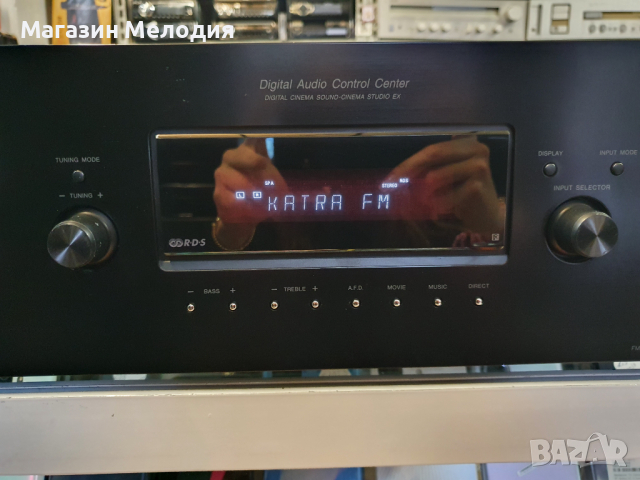 Магазин Мелодия
Digital Audio Control Center
DIGITAL CINEMA SOUND-CINEMA STUDIO EX
TUNING MODE
− TUNING +
DISPLAY
INPUT MODE
INPUT SELECTOR
STEREO
KATRA FM
R·D·S
− BASS +
− TREBLE +
A.F.D.
MOVIE
MUSIC
DIRECT
BAZAR